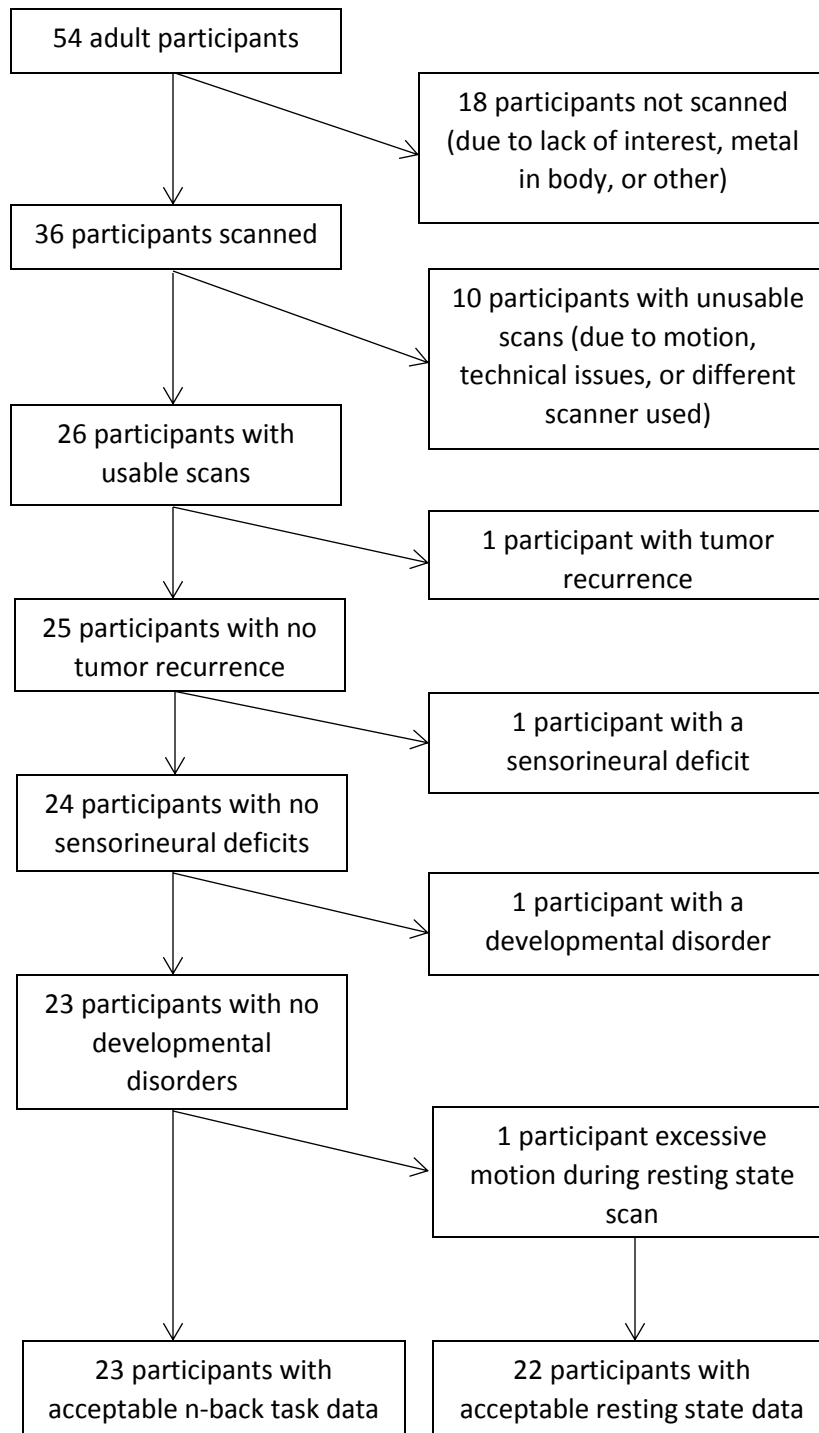 54 adult participants
18 participants not scanned
(due to lack of interest, metal
in body, or other)
36 participants scanned
10 participants with unusable
scans (due to motion,
technical issues, or different
scanner used)
26 participants with
usable scans
1 participant with tumor
recurrence
25 participants with no
tumor recurrence
1 participant with a
sensorineural deficit
24 participants with no
sensorineural deficits
1 participant with a
developmental disorder
23 participants with no
developmental
disorders
1 participant excessive
motion during resting state
scan
23 participants with
acceptable n-back task data
22 participants with
acceptable resting state data